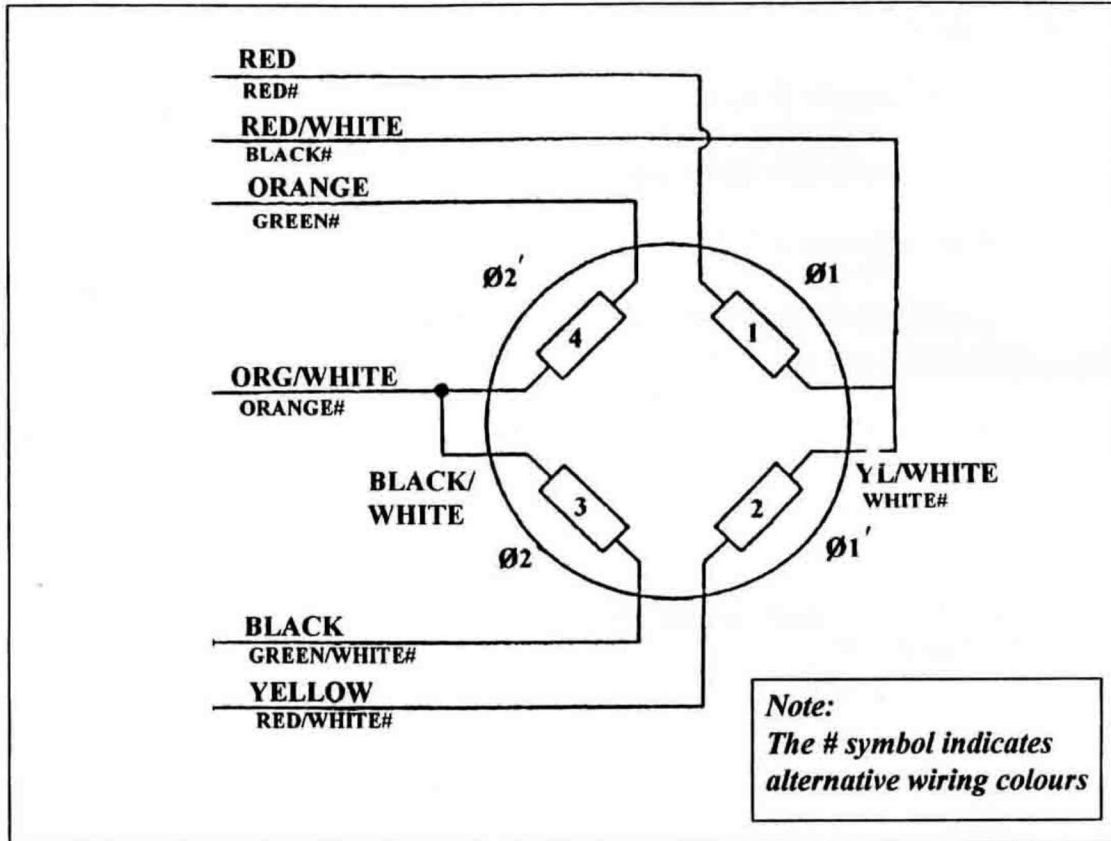 RED
RED#
RED/WHITE
BLACK#
ORANGE
GREEN#
Ø2'
Ø1
4
1
ORG/WHITE
ORANGE#
BLACK/
WHITE
3
2
YL/WHITE
WHITE#
Ø2
Ø1'
BLACK
GREEN/WHITE#
YELLOW
RED/WHITE#
Note:
The # symbol indicates
alternative wiring colours